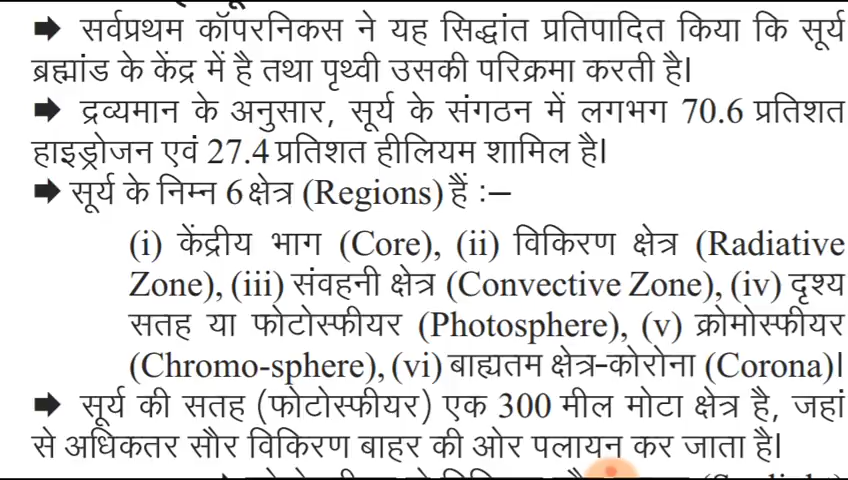 ➡ सर्वप्रथम कॉपरनिकस ने यह सिद्धांत प्रतिपादित किया कि सूर्य
ब्रह्मांड के केंद्र में है तथा पृथ्वी उसकी परिक्रमा करती है।
➡ द्रव्यमान के अनुसार, सूर्य के संगठन में लगभग 70.6 प्रतिशत
हाइड्रोजन एवं 27.4 प्रतिशत हीलियम शामिल है।
➡ सूर्य के निम्न 6 क्षेत्र (Regions) हैं :–
(i) केंद्रीय भाग (Core), (ii) विकिरण क्षेत्र (Radiative
Zone), (iii) संवहनी क्षेत्र (Convective Zone), (iv) दृश्य
सतह या फोटोस्फीयर (Photosphere), (v) क्रोमोस्फीयर
(Chromo-sphere), (vi) बाह्यतम क्षेत्र-कोरोना (Corona)।
➡ सूर्य की सतह (फोटोस्फीयर) एक 300 मील मोटा क्षेत्र है, जहां
से अधिकतर सौर विकिरण बाहर की ओर पलायन कर जाता है।